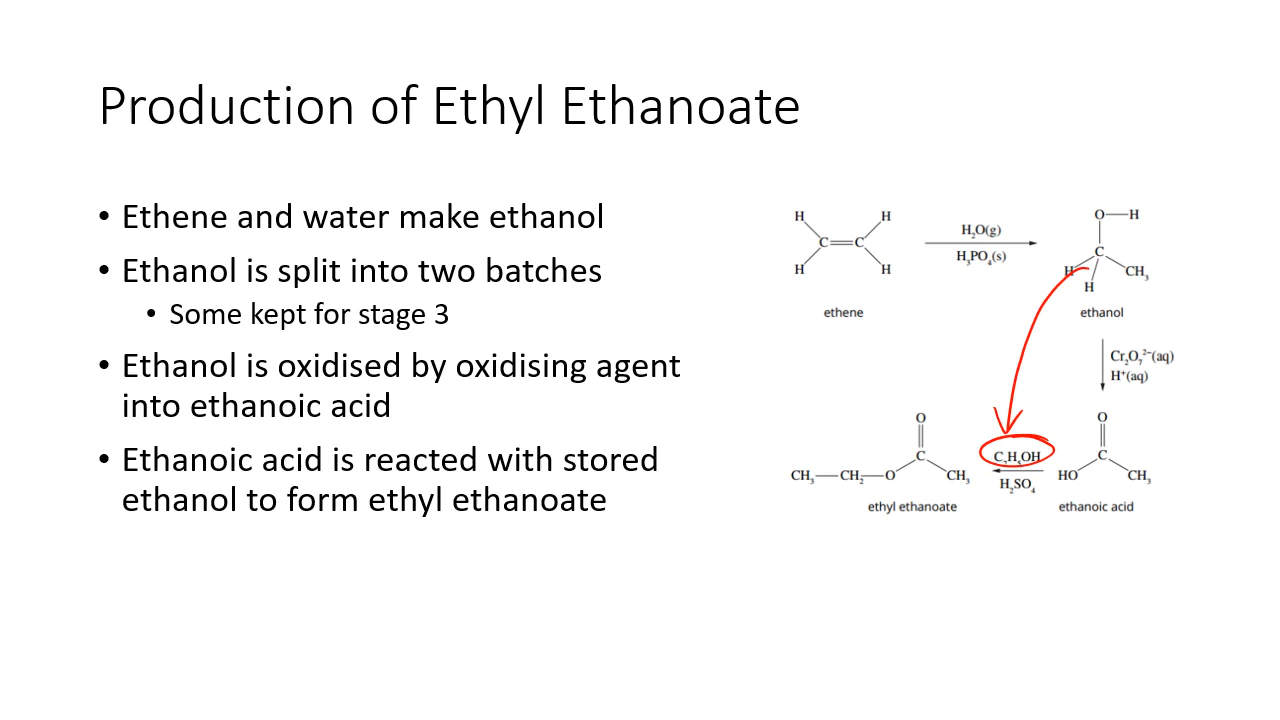 Production of Ethyl Ethanoate
• Ethene and water make ethanol
• Ethanol is split into two batches
• Some kept for stage 3
• Ethanol is oxidised by oxidising agent
into ethanoic acid
• Ethanoic acid is reacted with stored
ethanol to form ethyl ethanoate
H H
C C
H H
ethene
H₂O(g)
H₃PO₄(s)
O H
C
H CH₃
H
ethanol
Cr₂O₇²⁻(aq)
H⁺(aq)
O
C
HO CH₃
ethanoic acid
C₂H₅OH
H₂SO₄
O
C
CH₃ CH₂ O CH₃
ethyl ethanoate